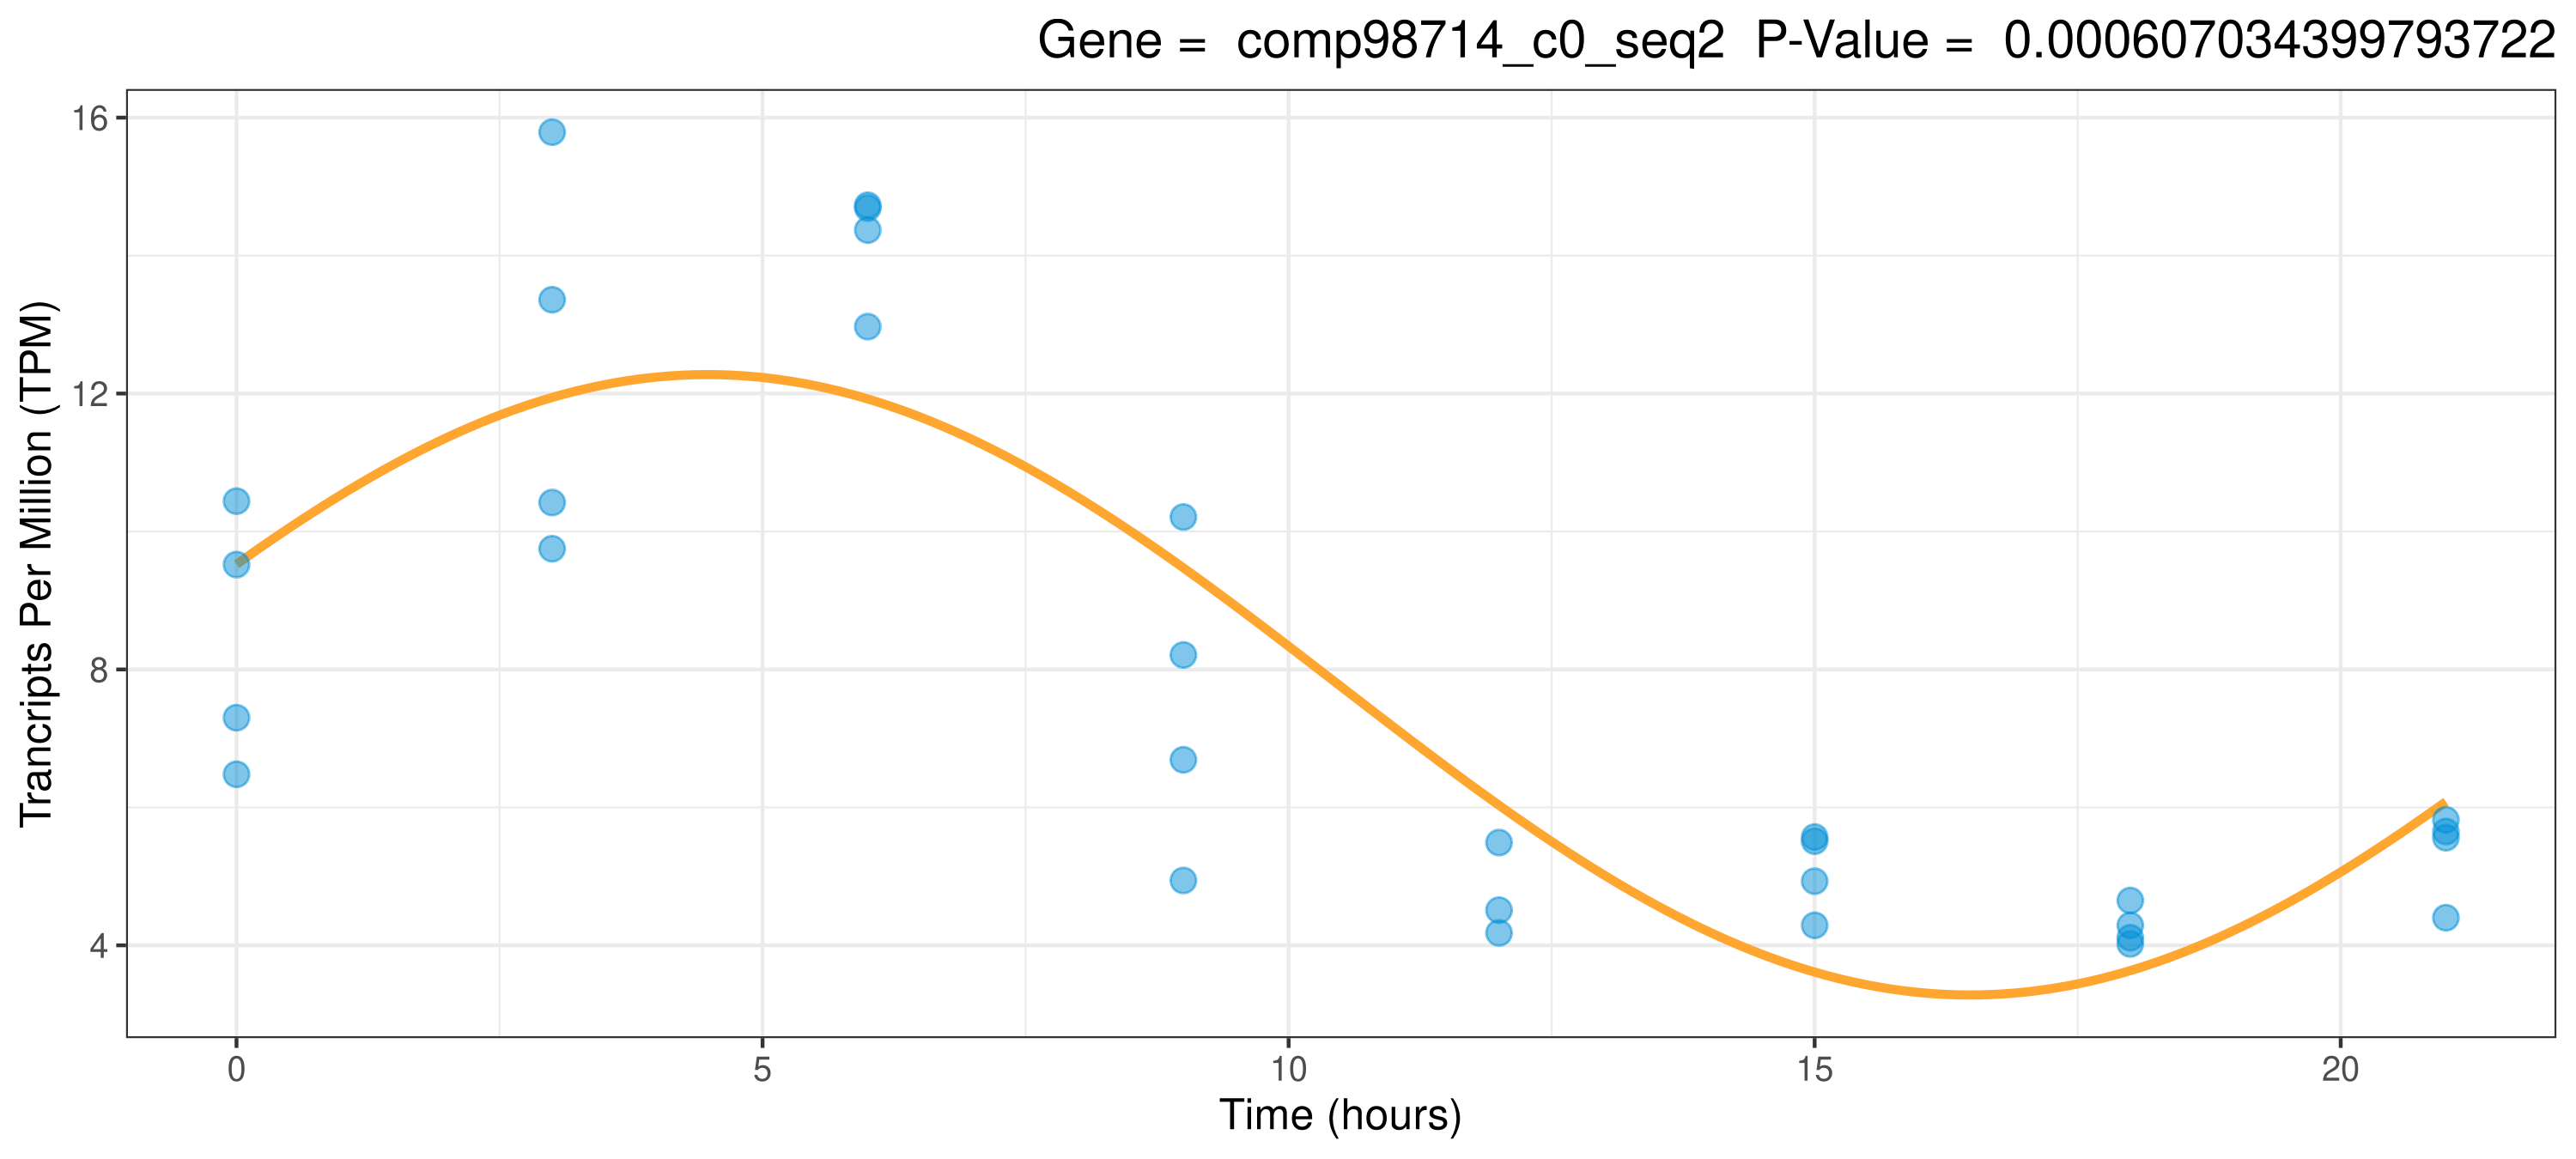 Gene =  comp98714_c0_seq2  P-Value =  0.000607034399793722
16
12
8
4
Trancripts Per Million (TPM)
0 5 10 15 20
Time (hours)